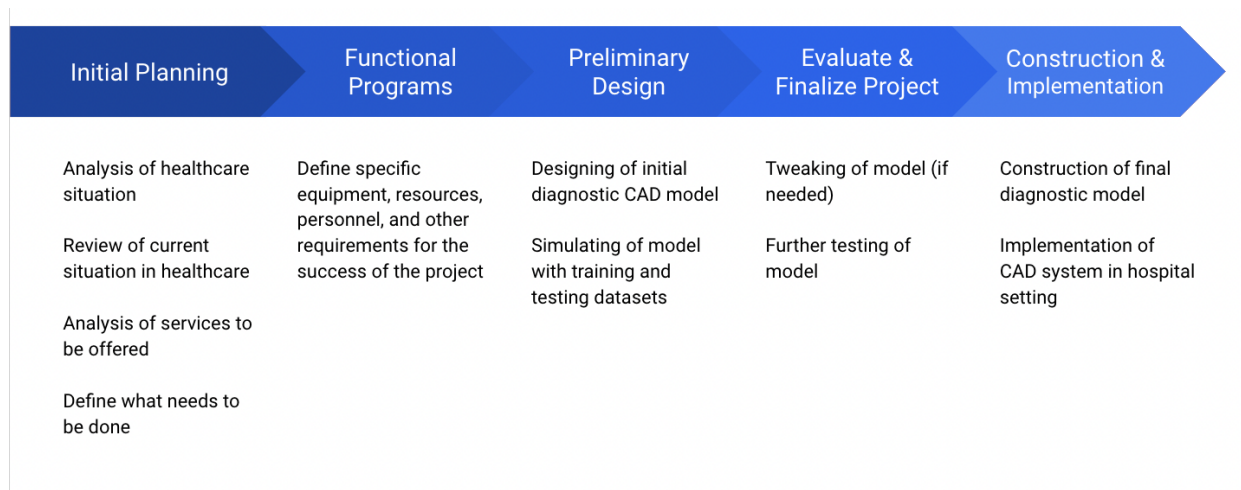 Initial Planning
Functional
Programs
Preliminary
Design
Evaluate &
Finalize Project
Construction &
Implementation
Analysis of healthcare
situation
Review of current
situation in healthcare
Analysis of services to
be offered
Define what needs to
be done
Define specific
equipment, resources,
personnel, and other
requirements for the
success of the project
Designing of initial
diagnostic CAD model
Simulating of model
with training and
testing datasets
Tweaking of model (if
needed)
Further testing of
model
Construction of final
diagnostic model
Implementation of
CAD system in hospital
setting